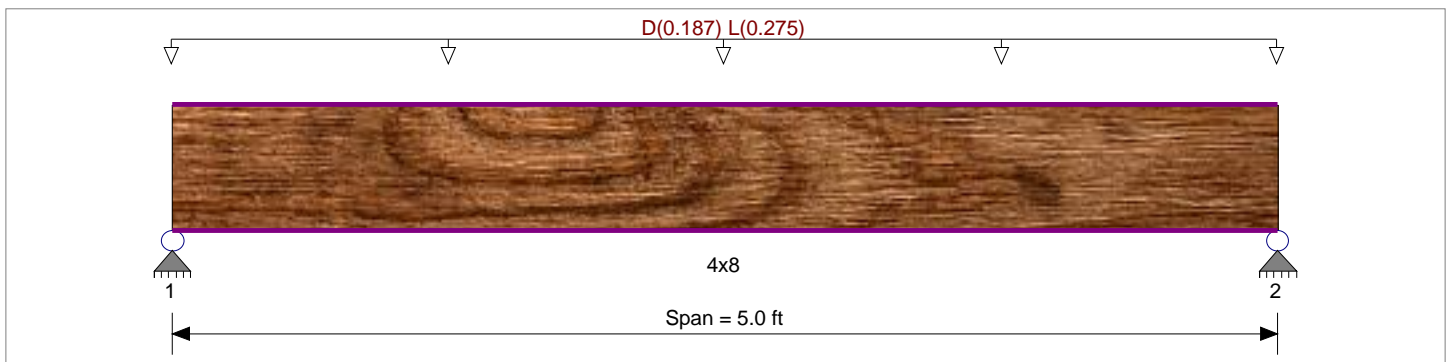 D(0.187) L(0.275)
4x8
1
2
Span = 5.0 ft